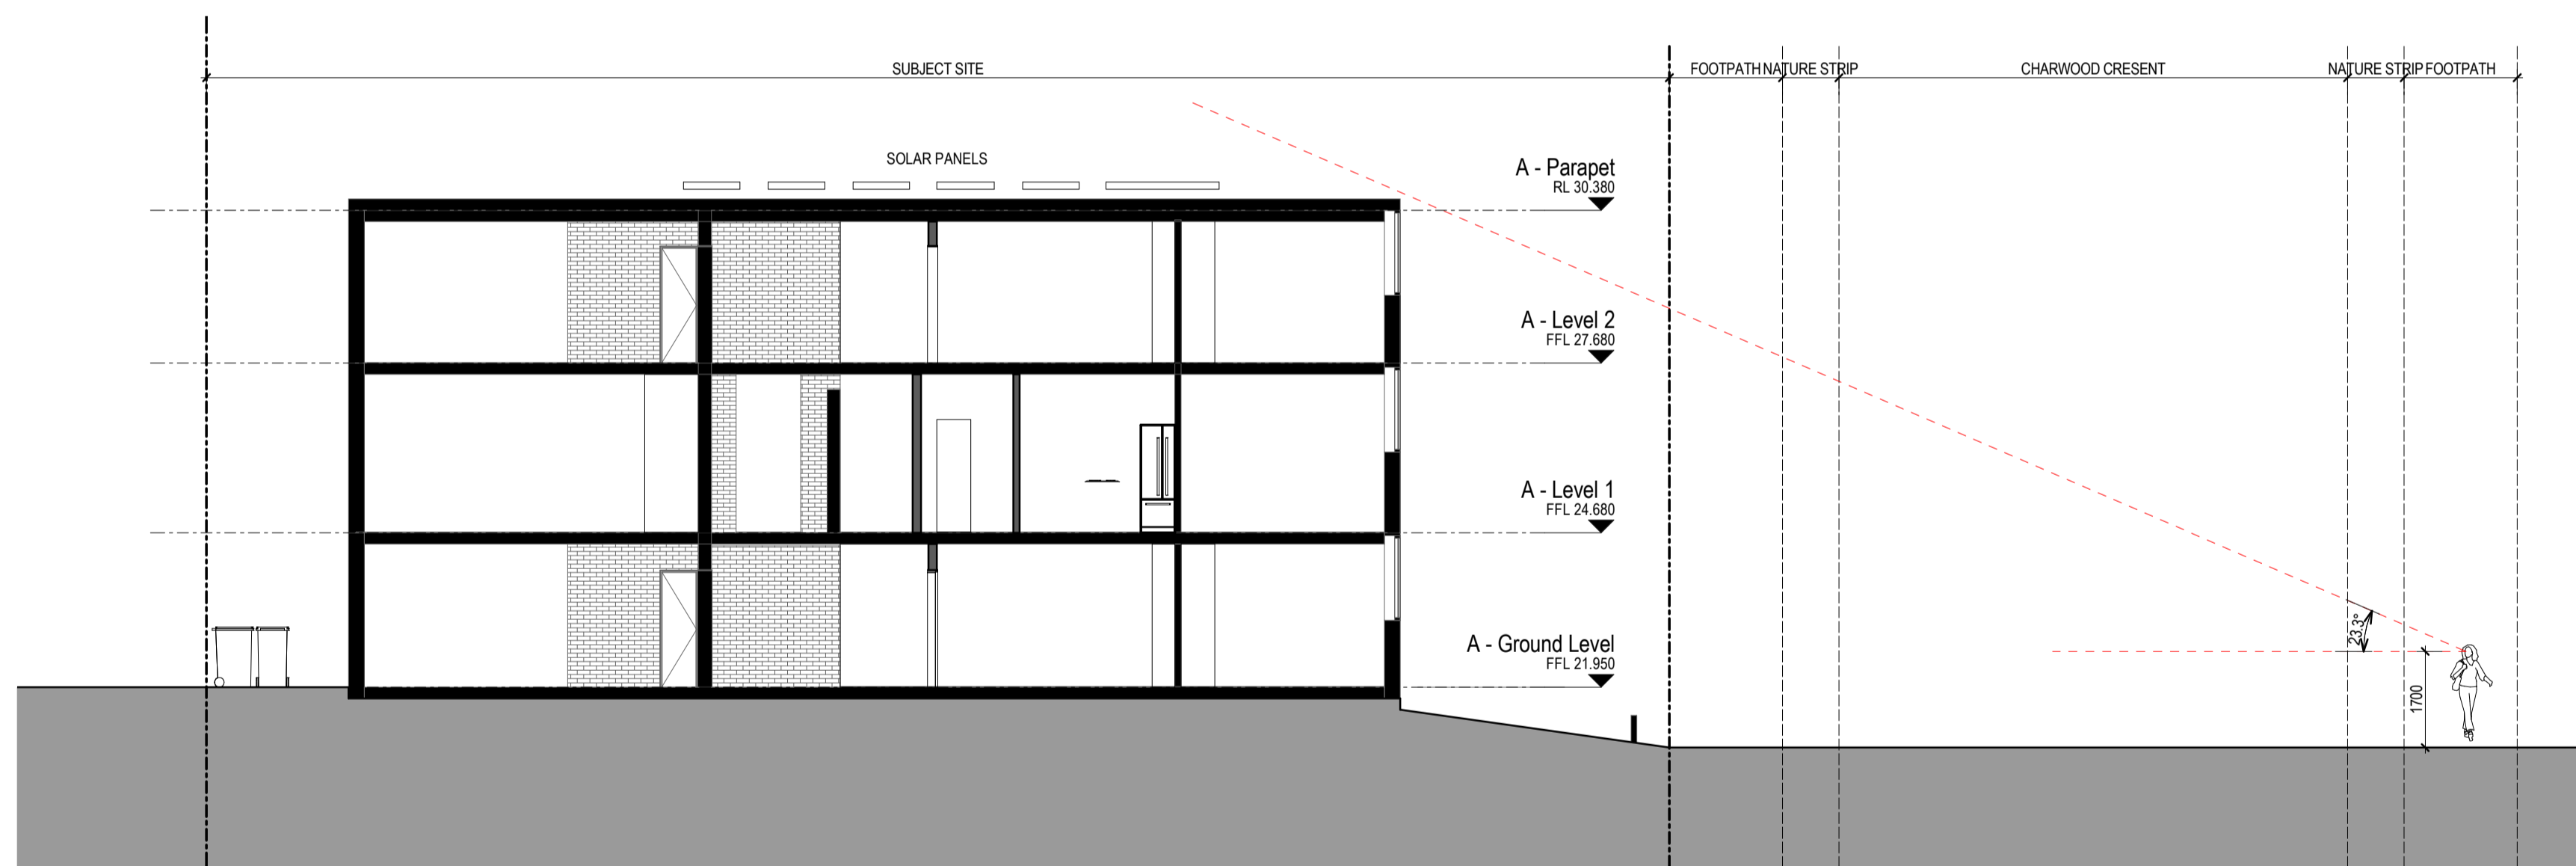 SUBJECT SITE
FOOTPATH
NATURE STRIP
CHARWOOD CRESENT
NATURE STRIP
FOOTPATH
SOLAR PANELS
A - Parapet
RL 30.380
A - Level 2
FFL 27.680
A - Level 1
FFL 24.680
A - Ground Level
FFL 21.950
23.3°
1700